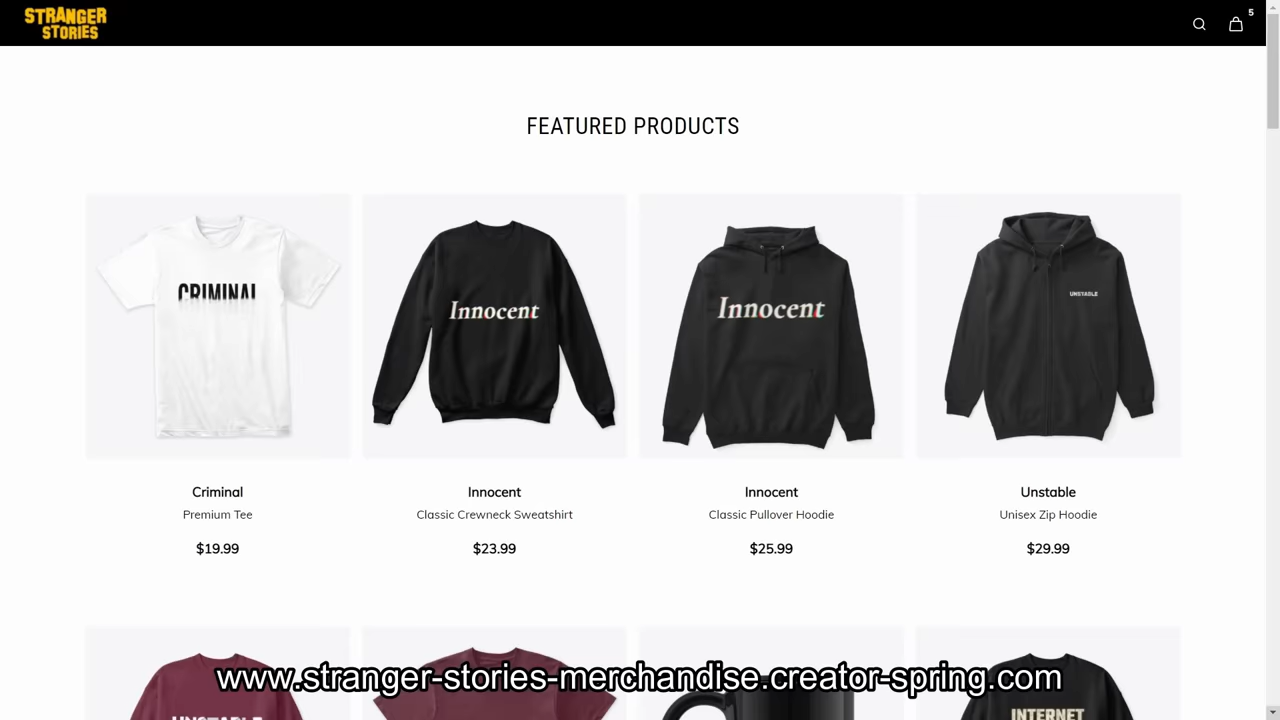 STRANGER
STORIES
5
FEATURED PRODUCTS
CRIMINAL
Innocent
Innocent
UNSTABLE
Criminal
Innocent
Innocent
Unstable
Premium Tee
Classic Crewneck Sweatshirt
Classic Pullover Hoodie
Unisex Zip Hoodie
$19.99
$23.99
$25.99
$29.99
www.stranger-stories-merchandise.creator-spring.com
UNSTABLE
INTERNET